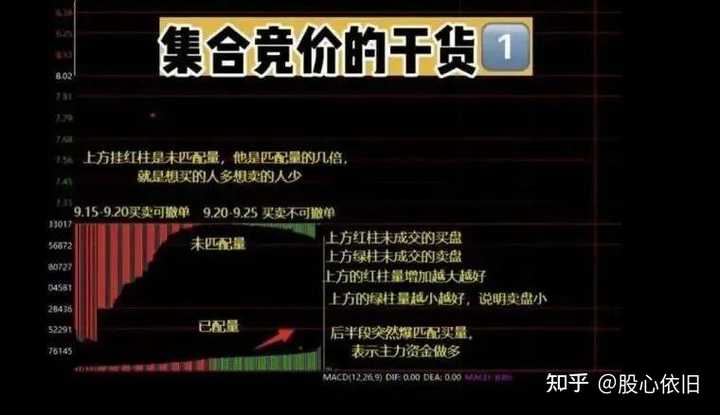 集合竞价的干货1
8.02
7.91
7.79
7.68
7.56
7.45
上方挂红柱是未匹配量，他是匹配量的几倍，
就是想买的人多想卖的人少
9.15-9.20买卖可撤单 9.20-9.25 买卖不可撤单
31017
56872
80727
04581
28436
52291
76145
未匹配量
上方红柱未成交的买盘
上方绿柱未成交的卖盘
上方的红柱量增加越大越好
上方的绿柱量越小越好，说明卖盘小
已配量
后半段突然爆匹配买量，
表示主力资金做多
MACD(12,26,9) DIF: 0.00 DEA: 0.00
知乎 @股心依旧